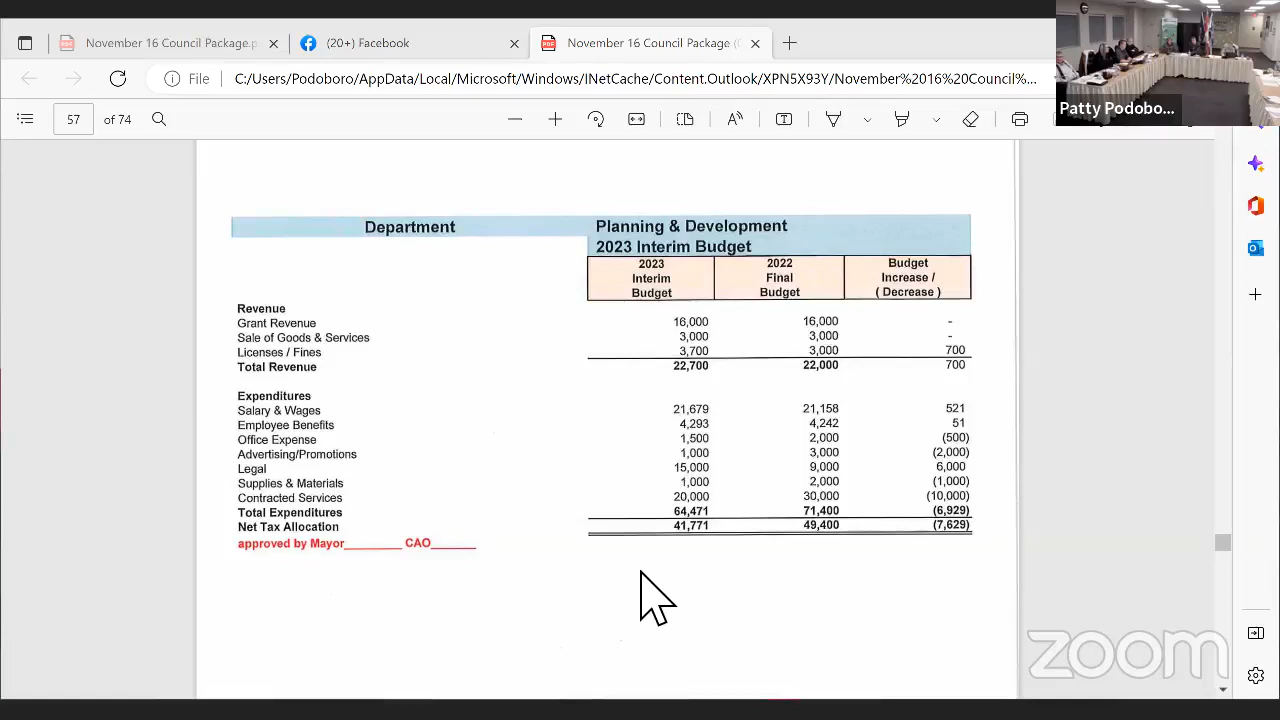 November 16 Council Package.p
(20+) Facebook
November 16 Council Package (
File
C:/Users/Podoboro/AppData/Local/Microsoft/Windows/INetCache/Content.Outlook/XPN5X93Y/November%2016%20Council%...
Patty Podobo...
57 of 74
Department Planning & Development
2023 Interim Budget
2023 Interim Budget 2022 Final Budget Budget Increase / ( Decrease )
Revenue
Grant Revenue 16,000 16,000 -
Sale of Goods & Services 3,000 3,000 -
Licenses / Fines 3,700 3,000 700
Total Revenue 22,700 22,000 700
Expenditures
Salary & Wages 21,679 21,158 521
Employee Benefits 4,293 4,242 51
Office Expense 1,500 2,000 (500)
Advertising/Promotions 1,000 3,000 (2,000)
Legal 15,000 9,000 6,000
Supplies & Materials 1,000 2,000 (1,000)
Contracted Services 20,000 30,000 (10,000)
Total Expenditures 64,471 71,400 (6,929)
Net Tax Allocation 41,771 49,400 (7,629)
approved by Mayor_________ CAO_______
zoom